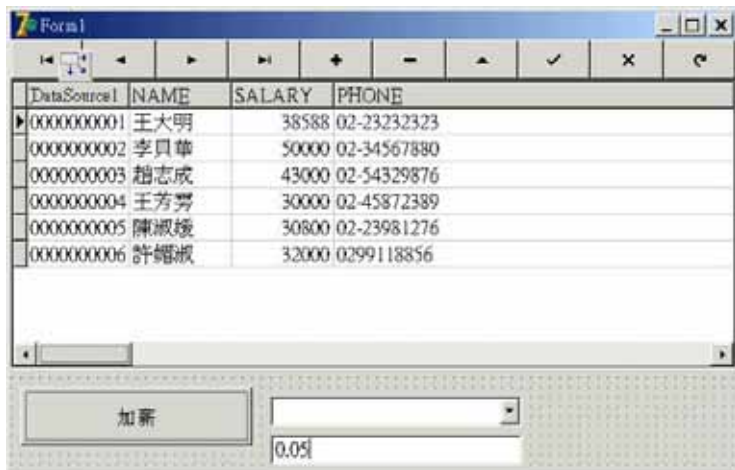 Form1
DataSource1 NAME SALARY PHONE
0000000001 王大明 38588 02-23232323
0000000002 李貝華 50000 02-34567880
0000000003 趙志成 43000 02-54329876
0000000004 王芳 30000 02-45872389
0000000005 陳淑媛 30800 02-23981276
0000000006 許媚淑 32000 0299118856
加薪
0.05